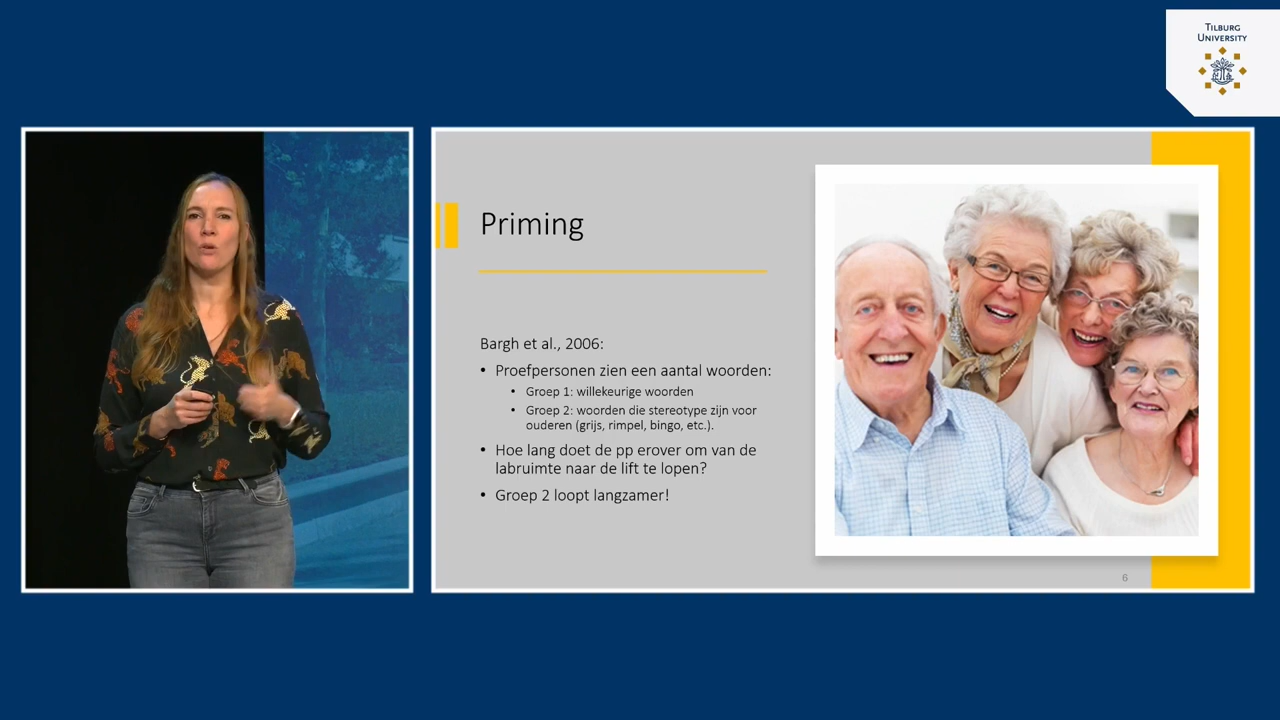 TILBURG
UNIVERSITY
Priming
Bargh et al., 2006:
• Proefpersonen zien een aantal woorden:
• Groep 1: willekeurige woorden
• Groep 2: woorden die stereotype zijn voor
ouderen (grijs, rimpel, bingo, etc.).
• Hoe lang doet de pp erover om van de
labruimte naar de lift te lopen?
• Groep 2 loopt langzamer!
6